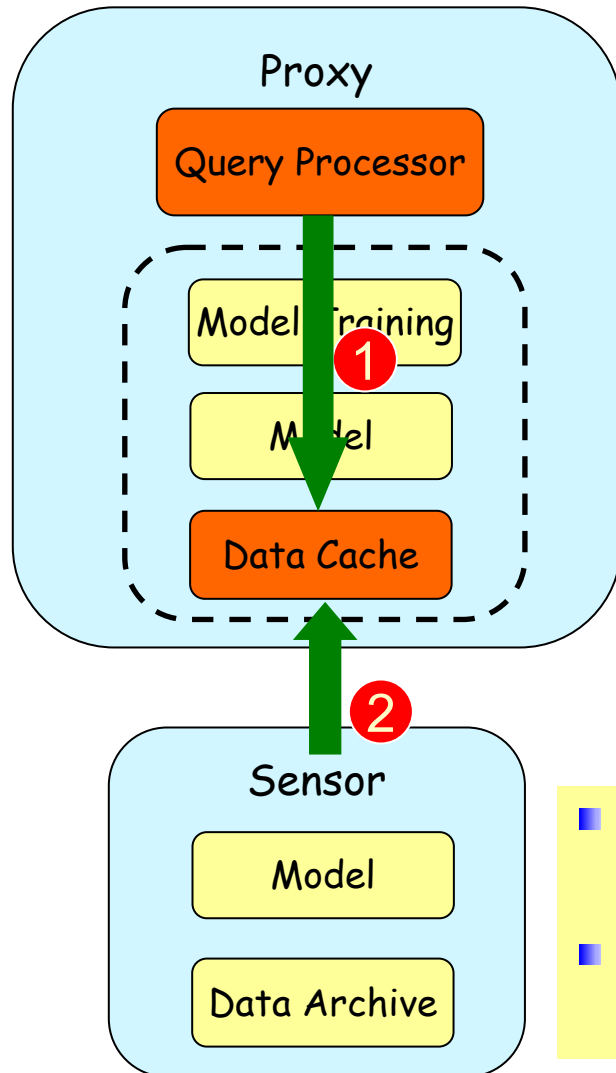 Proxy
Query Processor
Model Training
1
Model
Data Cache
2
Sensor
Model
Data Archive